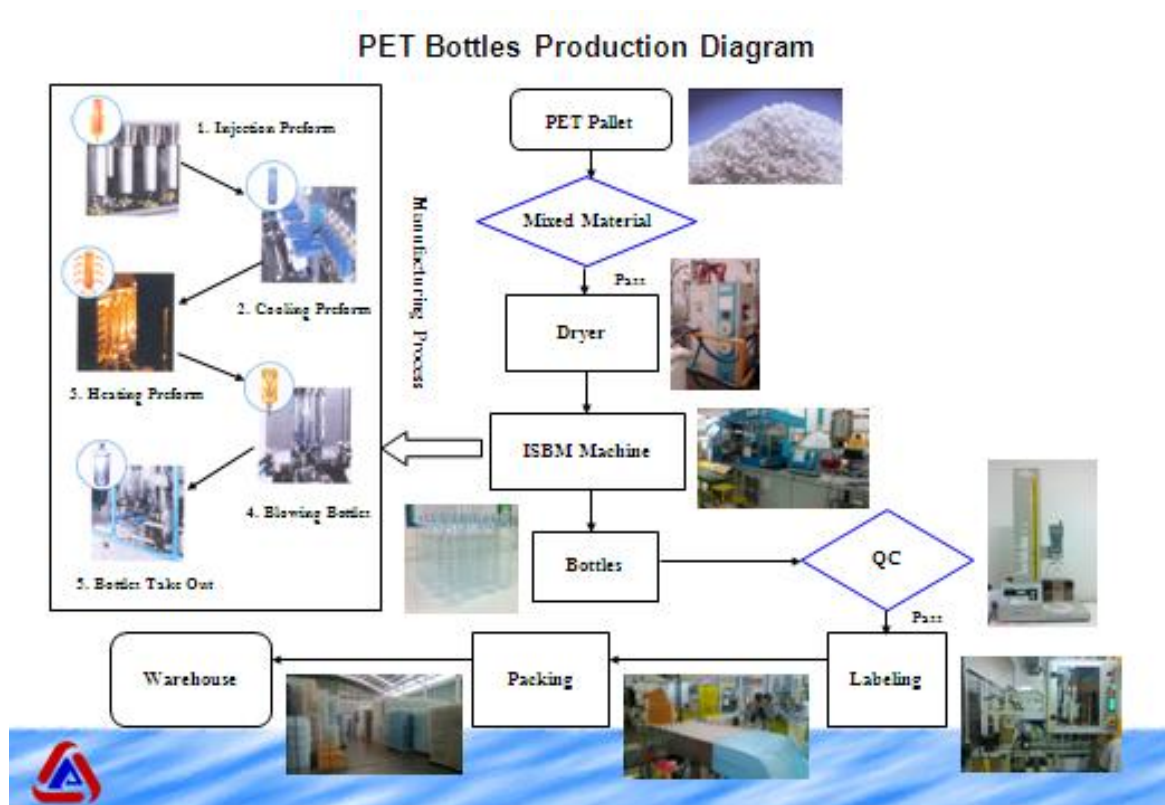 PET Bottles Production Diagram
1. Injection Preform
2. Cooling Preform
3. Heating Preform
4. Blowing Bottles
5. Bottles Take Out
Manufacturing Process
PET Pallet
Mixed Material
Pass
Dryer
ISBM Machine
Bottles
QC
Pass
Labeling
Packing
Warehouse